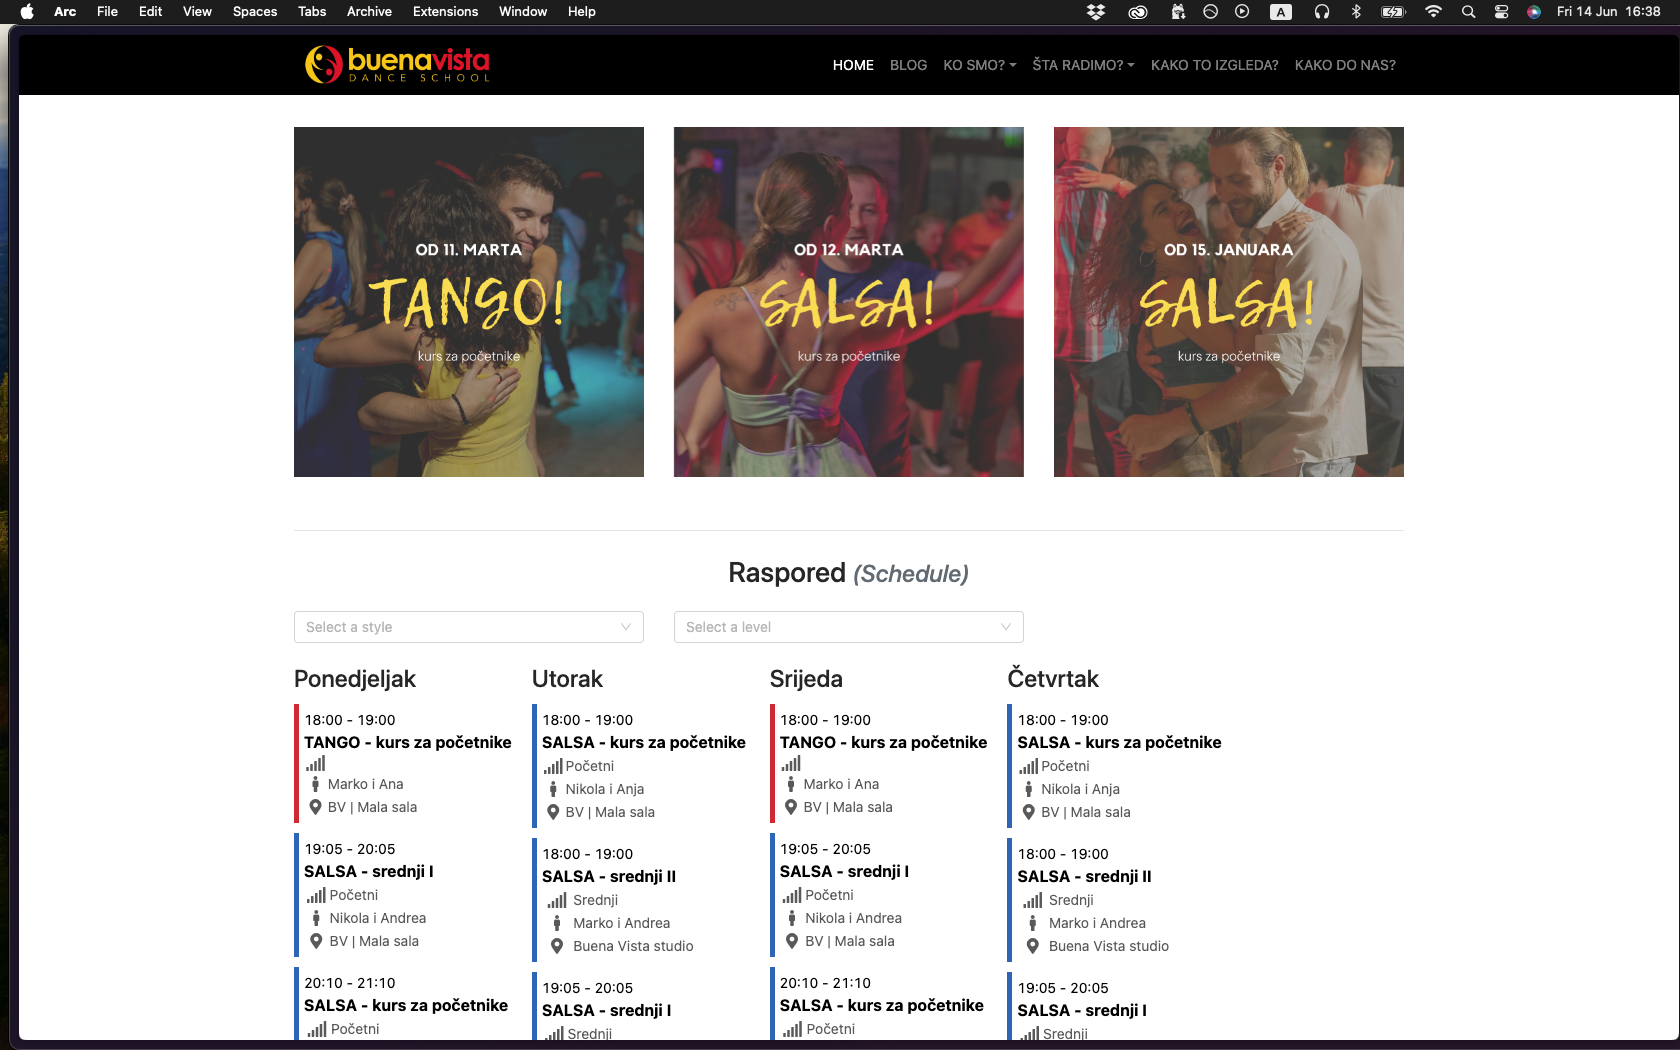 Arc File Edit View Spaces Tabs Archive Extensions Window Help A Fri 14 Jun 16:38
buenavista
DANCE SCHOOL
HOME BLOG KO SMO? ŠTA RADIMO? KAKO TO IZGLEDA? KAKO DO NAS?
OD 11. MARTA
TANGO!
kurs za početnike
OD 12. MARTA
SALSA!
kurs za početnike
OD 15. JANUARA
SALSA!
kurs za početnike
Raspored (Schedule)
Select a style
Select a level
Ponedjeljak
18:00 - 19:00
TANGO - kurs za početnike
Marko i Ana
BV | Mala sala
19:05 - 20:05
SALSA - srednji I
Početni
Nikola i Andrea
BV | Mala sala
20:10 - 21:10
SALSA - kurs za početnike
Početni
Utorak
18:00 - 19:00
SALSA - kurs za početnike
Početni
Nikola i Anja
BV | Mala sala
18:00 - 19:00
SALSA - srednji II
Srednji
Marko i Andrea
Buena Vista studio
19:05 - 20:05
SALSA - srednji I
Srednji
Srijeda
18:00 - 19:00
TANGO - kurs za početnike
Marko i Ana
BV | Mala sala
19:05 - 20:05
SALSA - srednji I
Početni
Nikola i Andrea
BV | Mala sala
20:10 - 21:10
SALSA - kurs za početnike
Početni
Četvrtak
18:00 - 19:00
SALSA - kurs za početnike
Početni
Nikola i Anja
BV | Mala sala
18:00 - 19:00
SALSA - srednji II
Srednji
Marko i Andrea
Buena Vista studio
19:05 - 20:05
SALSA - srednji I
Srednji